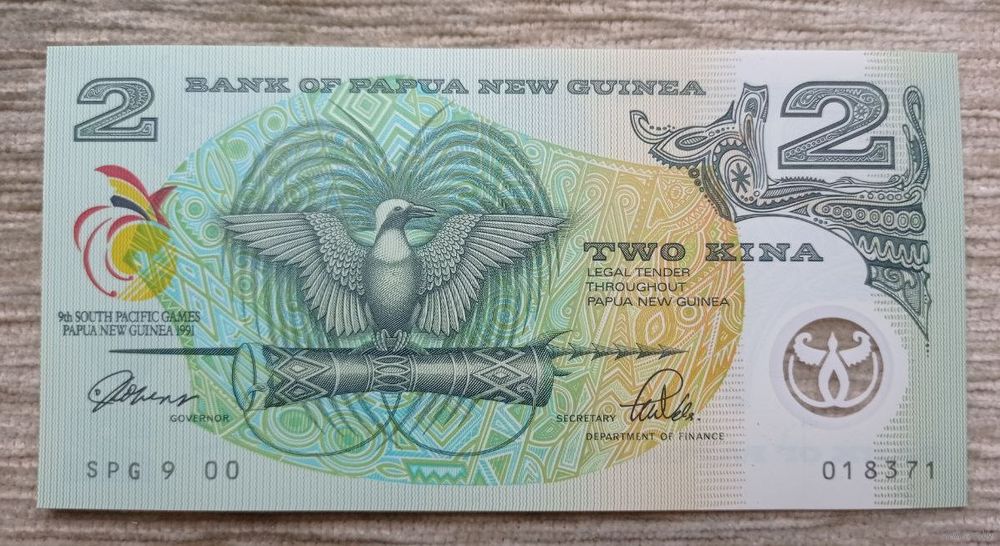 2
BANK OF PAPUA NEW GUINEA
2
TWO KINA
LEGAL TENDER
THROUGHOUT
PAPUA NEW GUINEA
9th SOUTH PACIFIC GAMES
PAPUA NEW GUINEA 1991
GOVERNOR
SECRETARY
DEPARTMENT OF FINANCE
SPG 9 00
018371